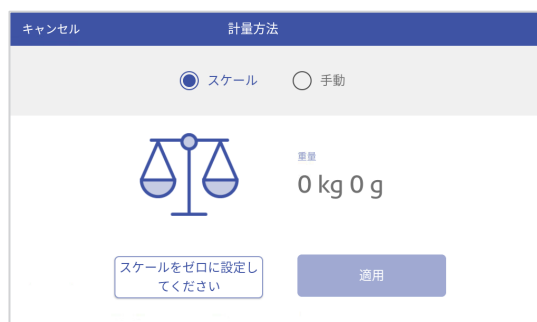 キャンセル
計量方法
スケール
手動
重量
0 kg 0 g
スケールをゼロに設定し
てください
適用